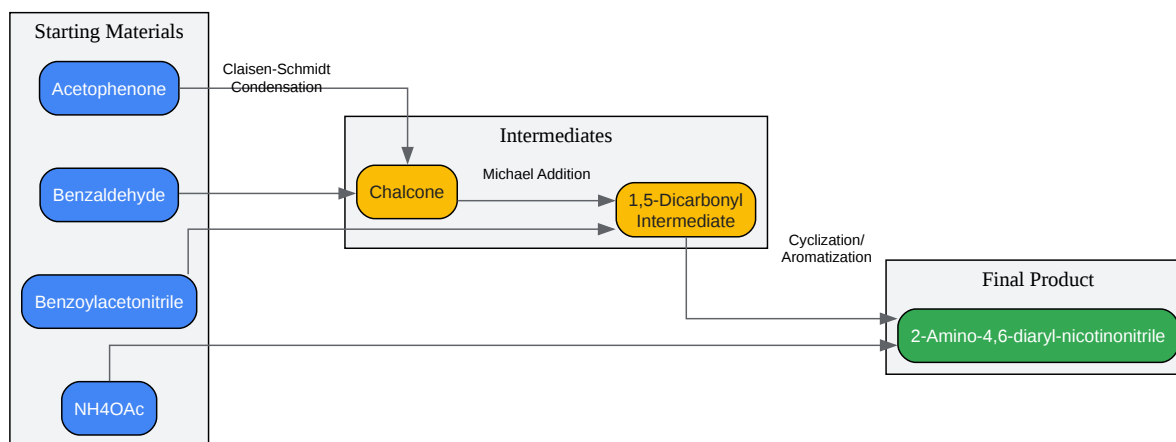 Starting Materials
Acetophenone
Claisen-Schmidt
Condensation
Benzaldehyde
Benzoylacetonitrile
NH4OAc
Intermediates
Chalcone
Michael Addition
1,5-Dicarbonyl
Intermediate
Cyclization/
Aromatization
Final Product
2-Amino-4,6-diaryl-nicotinonitrile